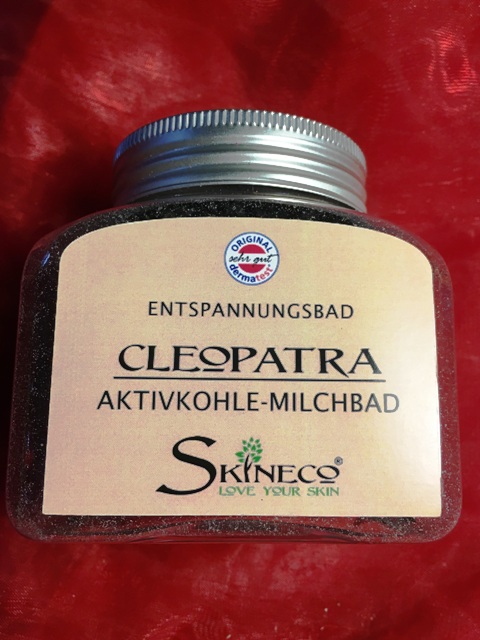 ORIGINAL
sehr gut
dermatest®
ENTSPANNUNGSBAD
CLEOPATRA
AKTIVKOHLE-MILCHBAD
SKINECO®
LOVE YOUR SKIN